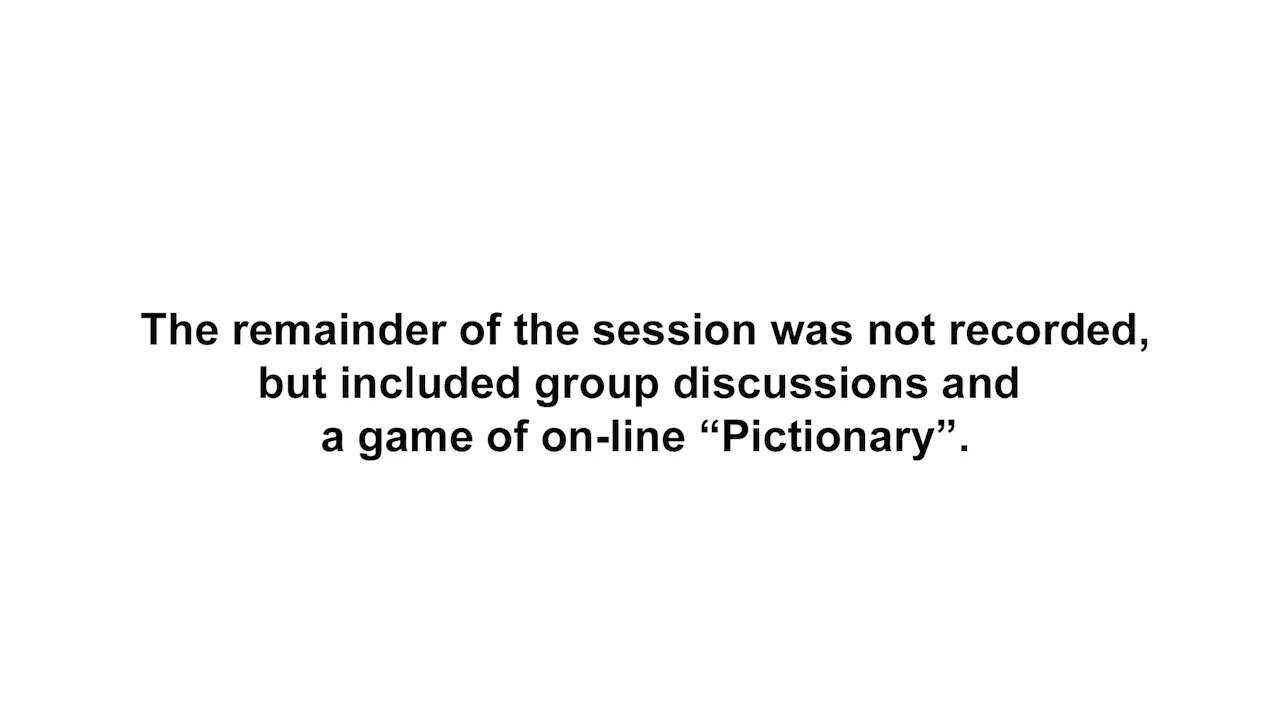 The remainder of the session was not recorded,
but included group discussions and
a game of on-line “Pictionary”.